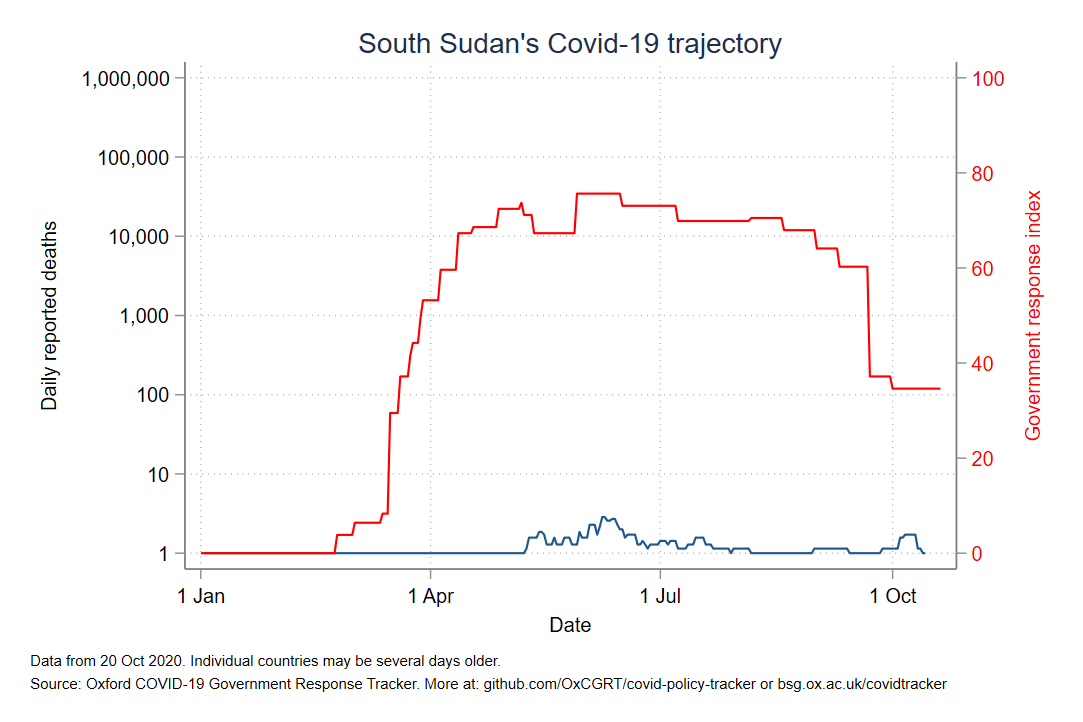 South Sudan's Covid-19 trajectory
1,000,000
100,000
10,000
1,000
100
10
1
Daily reported deaths
100
80
60
40
20
0
Government response index
1 Jan
1 Apr
1 Jul
1 Oct
Date
Data from 20 Oct 2020. Individual countries may be several days older.
Source: Oxford COVID-19 Government Response Tracker. More at: github.com/OxCGRT/covid-policy-tracker or bsg.ox.ac.uk/covidtracker